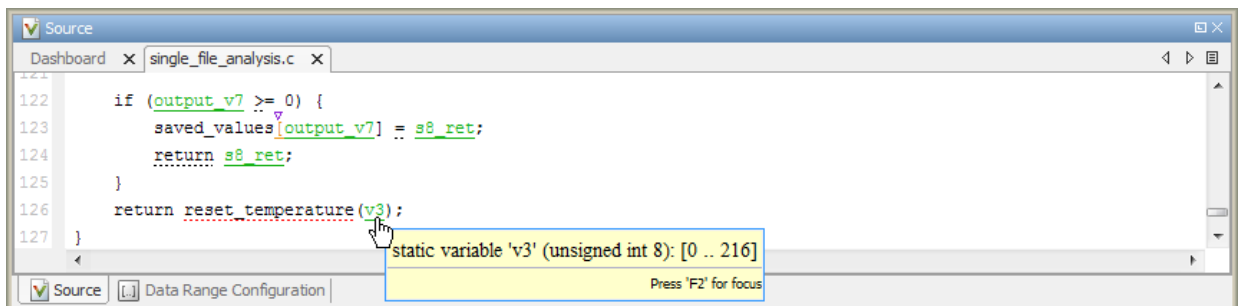 Source
Dashboard single_file_analysis.c
121
122 if (output_v7 >= 0) {
123 saved_values[output_v7] = s8_ret;
124 return s8_ret;
125 }
126 return reset_temperature(v3);
127 }
static variable 'v3' (unsigned int 8): [0 .. 216]
Press 'F2' for focus
Source [..] Data Range Configuration